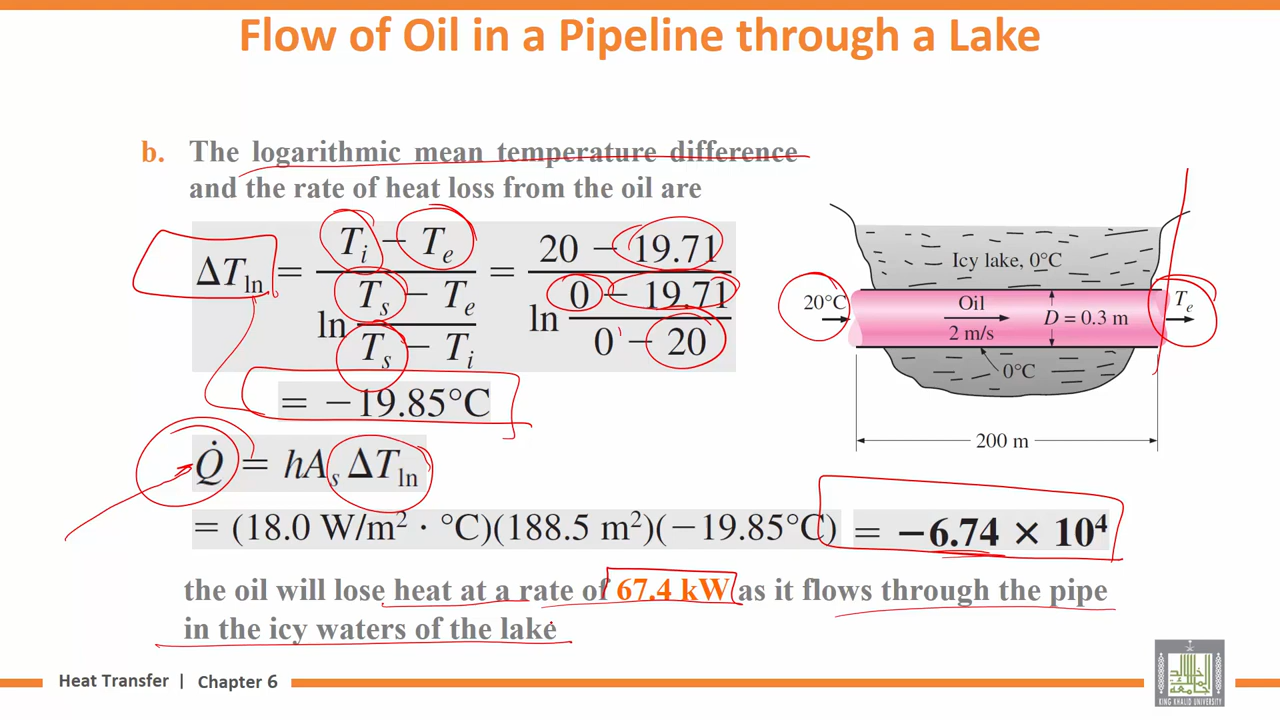 Flow of Oil in a Pipeline through a Lake
b. The logarithmic mean temperature difference
and the rate of heat loss from the oil are
ΔT_ln = (T_i − T_e) / (ln (T_s − T_e)/(T_s − T_i)) = (20 − 19.71) / (ln (0 − 19.71)/(0 − 20))
= −19.85°C
Q̇ = hA_s ΔT_ln
= (18.0 W/m² · °C)(188.5 m²)(−19.85°C) = −6.74 × 10⁴
the oil will lose heat at a rate of 67.4 kW as it flows through the pipe
in the icy waters of the lake
Icy lake, 0°C
20°C
Oil
2 m/s
D = 0.3 m
T_e
0°C
200 m
Heat Transfer | Chapter 6
KING KHALID UNIVERSITY